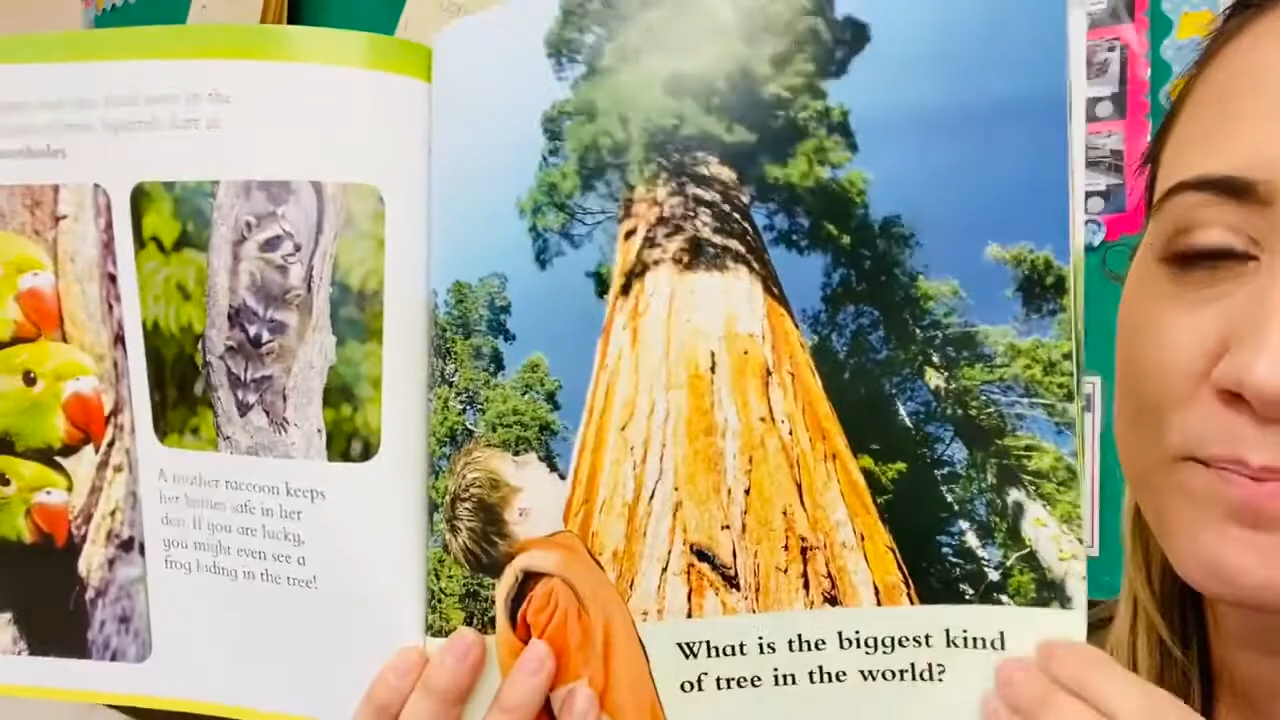 A mother raccoon keeps
her babies safe in her
den. If you are lucky,
you might even see a
frog hiding in the tree!
What is the biggest kind
of tree in the world?